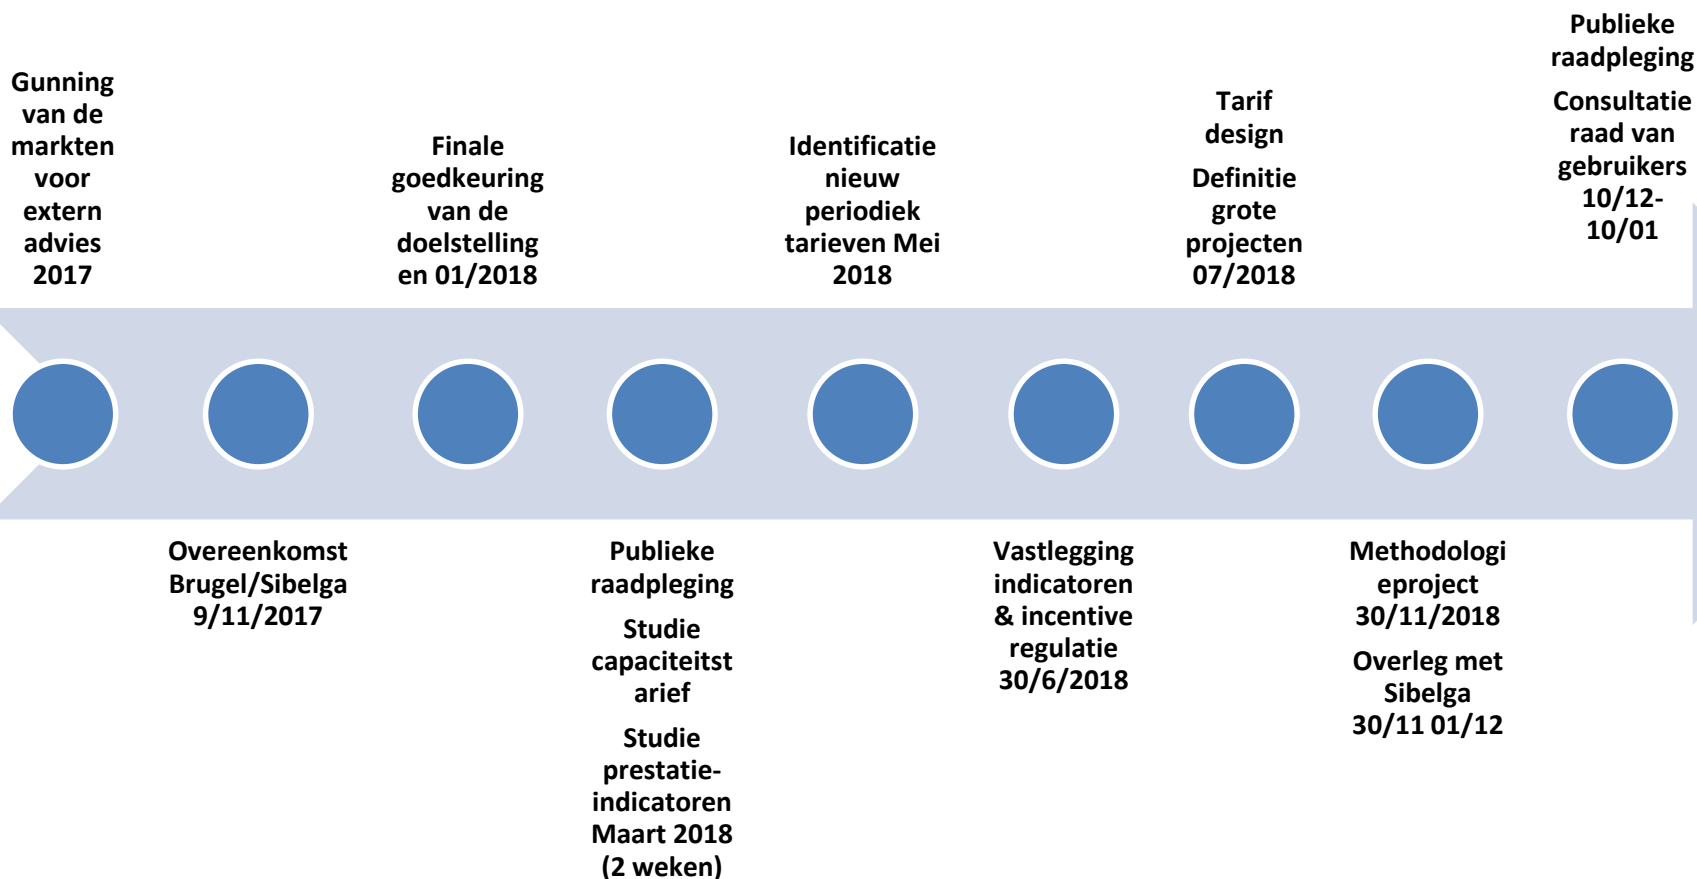 Gunning
van de
markten
voor
extern
advies
2017
Overeenkomst
Brugel/Sibelga
9/11/2017
Finale
goedkeuring
van de
doelstelling
en 01/2018
Publieke
raadpleging
Studie
capaciteitst
arief
Studie
prestatie-
indicatoren
Maart 2018
(2 weken)
Identificatie
nieuw
periodiek
tarieven Mei
2018
Vastlegging
indicatoren
& incentive
regulatie
30/6/2018
Tarif
design
Definitie
grote
projecten
07/2018
Methodologi
eproject
30/11/2018
Overleg met
Sibelga
30/11 01/12
Publieke
raadpleging
Consultatie
raad van
gebruikers
10/12-
10/01